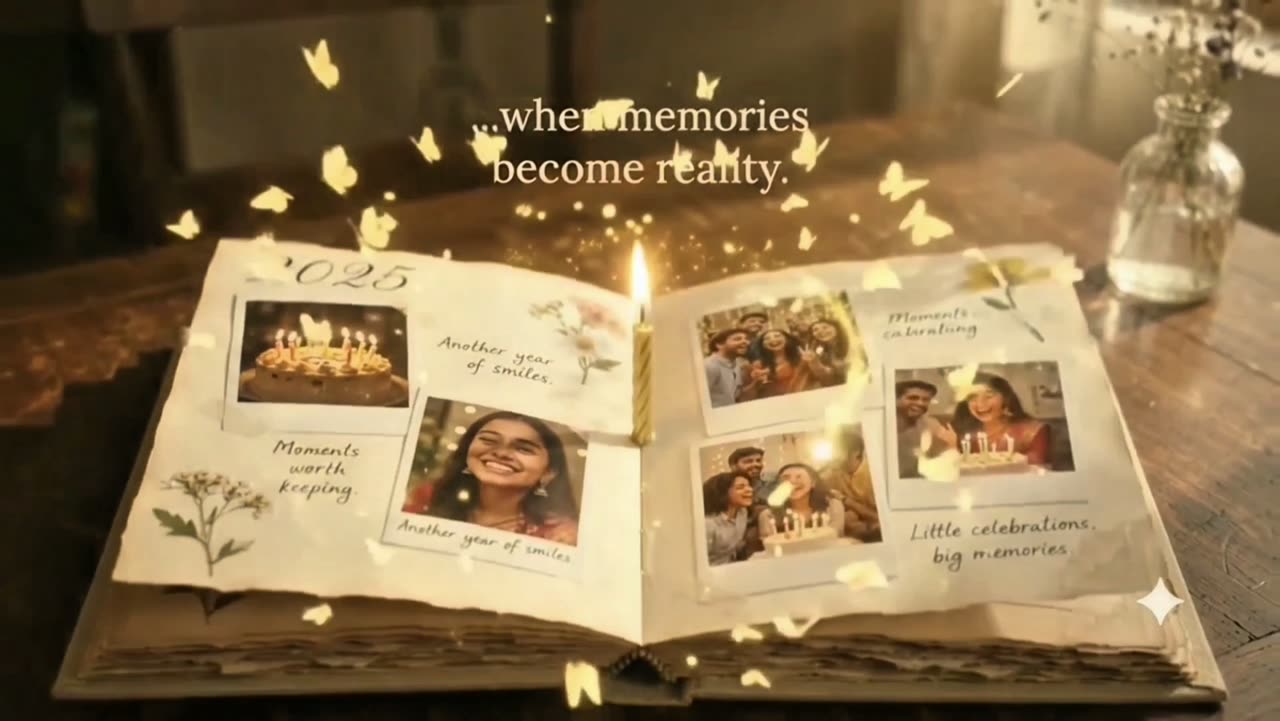 ...when memories
become reality.
2025
Another year
of smiles.
Moments
worth
keeping.
Another year of smiles
Moments
Little celebrations,
big memories